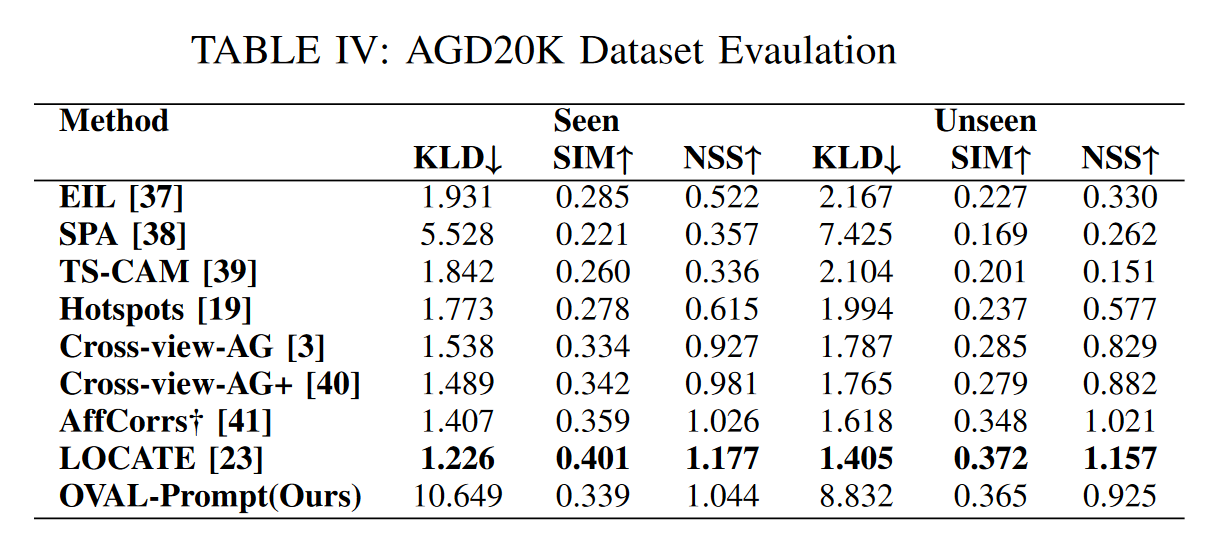 TABLE IV: AGD20K Dataset Evaulation
Method Seen Unseen
KLD↓ SIM↑ NSS↑ KLD↓ SIM↑ NSS↑
EIL [37] 1.931 0.285 0.522 2.167 0.227 0.330
SPA [38] 5.528 0.221 0.357 7.425 0.169 0.262
TS-CAM [39] 1.842 0.260 0.336 2.104 0.201 0.151
Hotspots [19] 1.773 0.278 0.615 1.994 0.237 0.577
Cross-view-AG [3] 1.538 0.334 0.927 1.787 0.285 0.829
Cross-view-AG+ [40] 1.489 0.342 0.981 1.765 0.279 0.882
AffCorrs† [41] 1.407 0.359 1.026 1.618 0.348 1.021
LOCATE [23] 1.226 0.401 1.177 1.405 0.372 1.157
OVAL-Prompt(Ours) 10.649 0.339 1.044 8.832 0.365 0.925